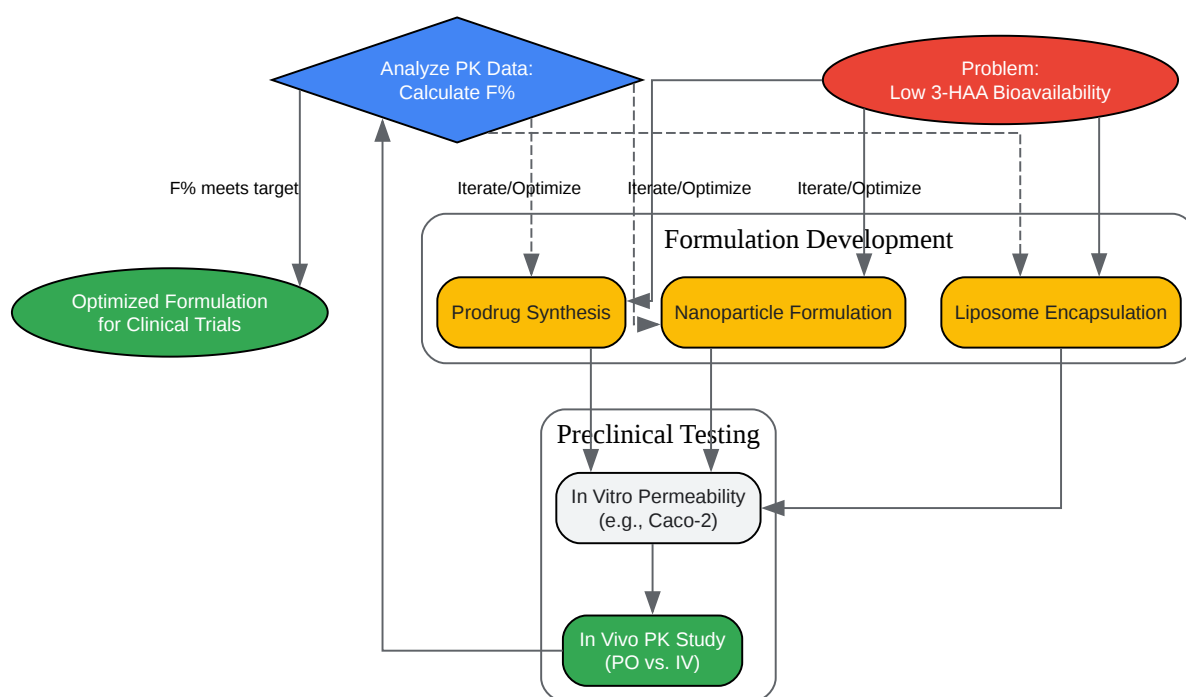 Analyze PK Data:
Calculate F%
Problem:
Low 3-HAA Bioavailability
F% meets target
Iterate/Optimize
Iterate/Optimize
Iterate/Optimize
Formulation Development
Optimized Formulation
for Clinical Trials
Prodrug Synthesis
Nanoparticle Formulation
Liposome Encapsulation
Preclinical Testing
In Vitro Permeability
(e.g., Caco-2)
In Vivo PK Study
(PO vs. IV)